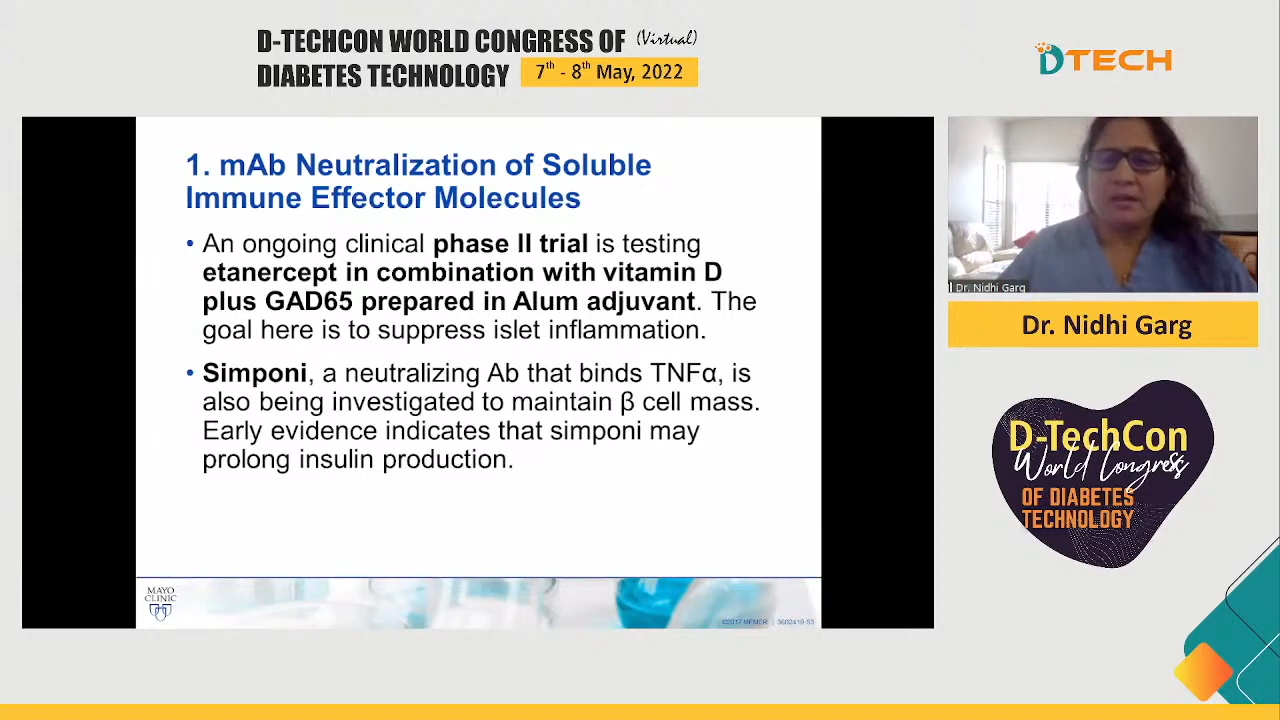 D-TECHCON WORLD CONGRESS OF (Virtual)
DIABETES TECHNOLOGY 7th - 8th May, 2022
DTECH
1. mAb Neutralization of Soluble
Immune Effector Molecules
• An ongoing clinical phase II trial is testing
etanercept in combination with vitamin D
plus GAD65 prepared in Alum adjuvant. The
goal here is to suppress islet inflammation.
• Simponi, a neutralizing Ab that binds TNFα, is
also being investigated to maintain β cell mass.
Early evidence indicates that simponi may
prolong insulin production.
MAYO
CLINIC
©2017 MFMER | 3602419-53
Dr. Nidhi Garg
Dr. Nidhi Garg
D-TechCon
World Congress
OF DIABETES
TECHNOLOGY